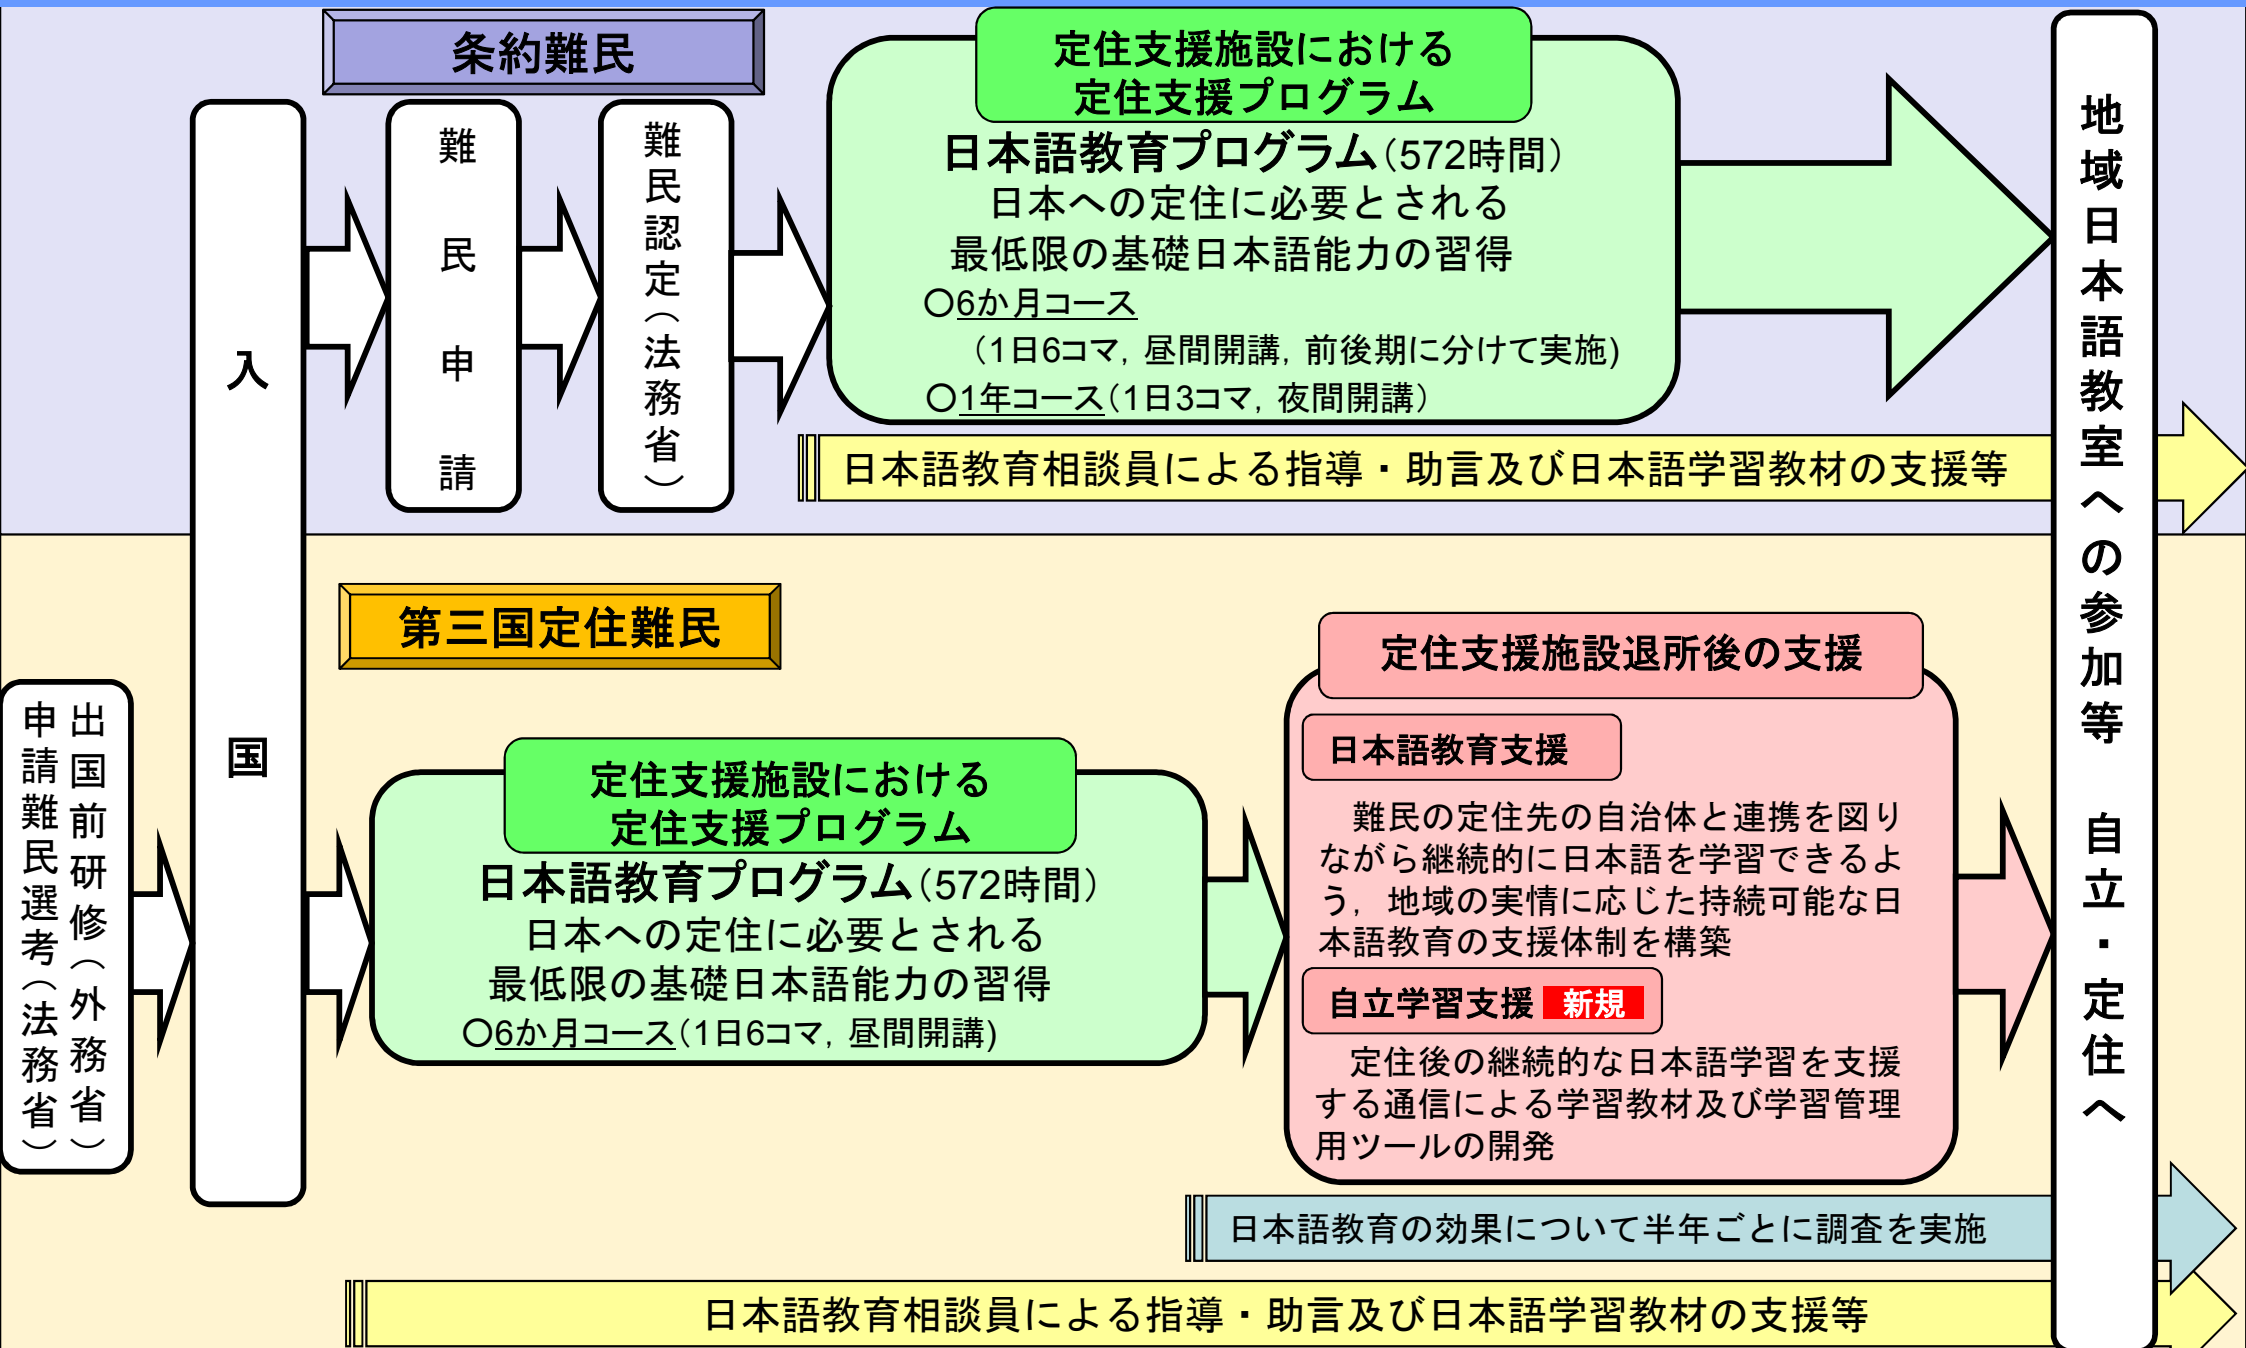 条約難民
入国
難民申請
難民認定（法務省）
定住支援施設における
定住支援プログラム
日本語教育プログラム（572時間）
日本への定住に必要とされる
最低限の基礎日本語能力の習得
○6か月コース
（1日6コマ，昼間開講，前後期に分けて実施)
○1年コース（1日3コマ，夜間開講）
日本語教育相談員による指導・助言及び日本語学習教材の支援等
地域日本語教室への参加等　自立・定住へ
第三国定住難民
出国前研修（外務省）
申請難民選考（法務省）
定住支援施設における
定住支援プログラム
日本語教育プログラム（572時間）
日本への定住に必要とされる
最低限の基礎日本語能力の習得
○6か月コース（1日6コマ，昼間開講)
定住支援施設退所後の支援
日本語教育支援
難民の定住先の自治体と連携を図り
ながら継続的に日本語を学習できるよ
う，地域の実情に応じた持続可能な日
本語教育の支援体制を構築
自立学習支援 新規
定住後の継続的な日本語学習を支援
する通信による学習教材及び学習管理
用ツールの開発
日本語教育の効果について半年ごとに調査を実施
日本語教育相談員による指導・助言及び日本語学習教材の支援等